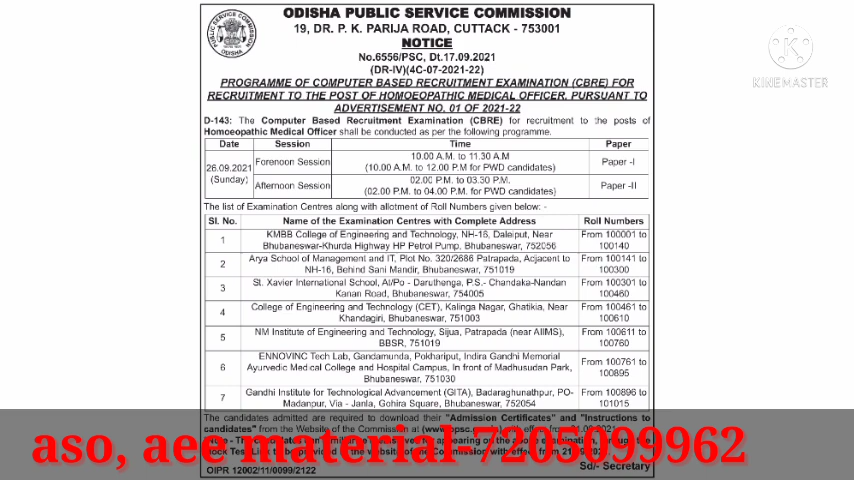 ODISHA PUBLIC SERVICE COMMISSION
19, DR. P. K. PARIJA ROAD, CUTTACK - 753001
NOTICE
No.6556/PSC, Dt.17.09.2021
(DR-IV)(4C-07-2021-22)
PROGRAMME OF COMPUTER BASED RECRUITMENT EXAMINATION (CBRE) FOR
RECRUITMENT TO THE POST OF HOMOEOPATHIC MEDICAL OFFICER, PURSUANT TO
ADVERTISEMENT NO. 01 OF 2021-22
D-143: The Computer Based Recruitment Examination (CBRE) for recruitment to the posts of
Homoeopathic Medical Officer shall be conducted as per the following programme.
Date Session Time Paper
26.09.2021 (Sunday)
Forenoon Session 10.00 A.M. to 11.30 A.M (10.00 A.M. to 12.00 P.M for PWD candidates) Paper -I
Afternoon Session 02.00 P.M. to 03.30 P.M. (02.00 P.M. to 04.00 P.M. for PWD candidates) Paper -II
The list of Examination Centres along with allotment of Roll Numbers given below: -
Sl. No. Name of the Examination Centres with Complete Address Roll Numbers
1 KMBB College of Engineering and Technology, NH-16, Daleiput, Near From 100001 to
Bhubaneswar-Khurda Highway HP Petrol Pump. Bhubaneswar, 752056 100140
2 Arya School of Management and IT, Plot No. 320/2686 Patrapada, Adjacent to From 100141 to
NH-16, Behind Sani Mandir, Bhubaneswar, 751019 100300
3 St. Xavier International School, At/Po - Daruthenga, P.S.- Chandaka-Nandan From 100301 to
Kanan Road, Bhubaneswar, 754005 100460
4 College of Engineering and Technology (CET), Kalinga Nagar, Ghatikia, Near From 100461 to
Khandagiri, Bhubaneswar, 751003 100610
5 NM Institute of Engineering and Technology, Sijua, Patrapada (near AIIMS), From 100611 to
BBSR, 751019 100760
6 ENNOVINC Tech Lab, Gandamunda, Pokhariput, Indira Gandhi Memorial From 100761 to
Ayurvedic Medical College and Hospital Campus, In front of Madhusudan Park, 100895
Bhubaneswar, 751030
7 Gandhi Institute for Technological Advancement (GITA), Badaraghunathpur, PO- From 100896 to
Madanpur, Via - Janla, Gohira Square, Bhubaneswar, 752054 101015
The candidates admitted are required to download their "Admission Certificates" and "Instructions to
candidates" from the Website of the Commission at
aso, aec material-7205099962
OIPR 12002/11/0099/2122 Sd/- Secretary
KINEMASTER